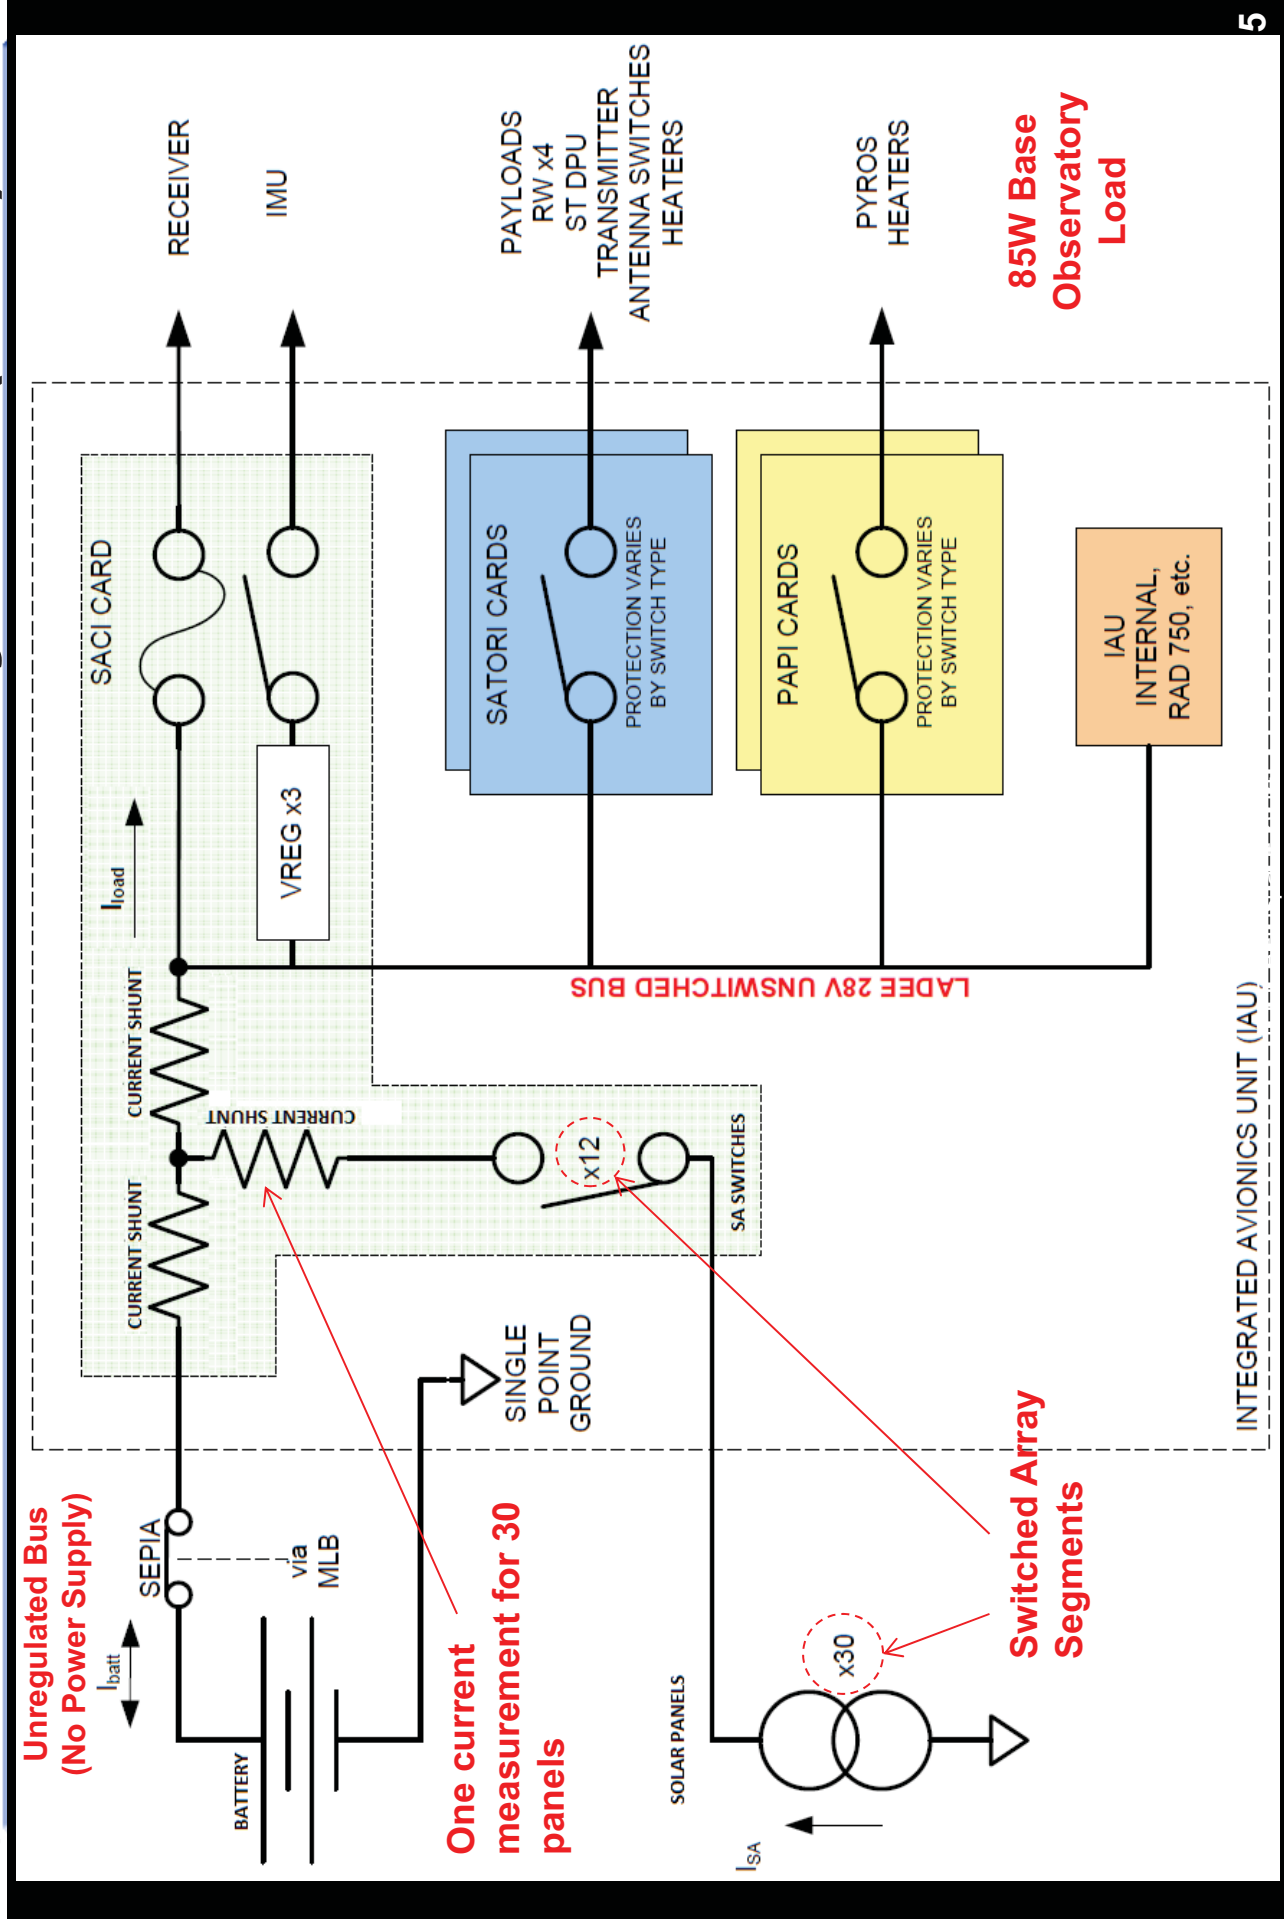 Unregulated Bus
(No Power Supply)
I batt
SEPIA
via
MLB
BATTERY
One current
measurement for 30
panels
SOLAR PANELS
I SA
x30
Switched Array
Segments
SINGLE
POINT
GROUND
CURRENT SHUNT
CURRENT SHUNT
CURRENT SHUNT
x12
SA SWITCHES
INTEGRATED AVIONICS UNIT (IAU)
I load
SACI CARD
VREG x3
LADEE 28V UNSWITCHED BUS
SATORI CARDS
PROTECTION VARIES
BY SWITCH TYPE
PAPI CARDS
PROTECTION VARIES
BY SWITCH TYPE
IAU
INTERNAL,
RAD 750, etc.
RECEIVER
IMU
PAYLOADS
RW x4
ST DPU
TRANSMITTER
ANTENNA SWITCHES
HEATERS
PYROS
HEATERS
85W Base
Observatory
Load
5